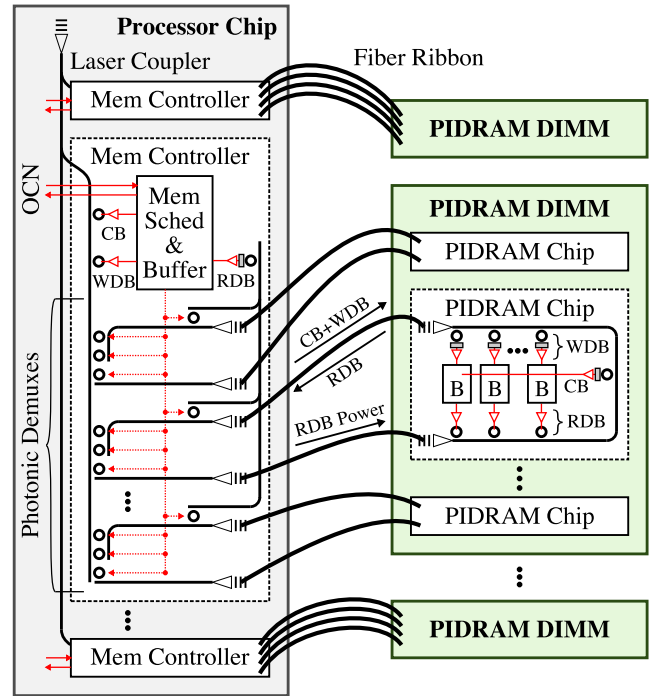 Processor Chip
Laser Coupler
Fiber Ribbon
Mem Controller
PIDRAM DIMM
Mem Controller
OCN
Mem
Sched
&
Buffer
CB
WDB
RDB
Photonic Demuxes
CB+WDB
RDB
RDB Power
PIDRAM DIMM
PIDRAM Chip
PIDRAM Chip
WDB
B
B
B
CB
RDB
PIDRAM Chip
Mem Controller
PIDRAM DIMM